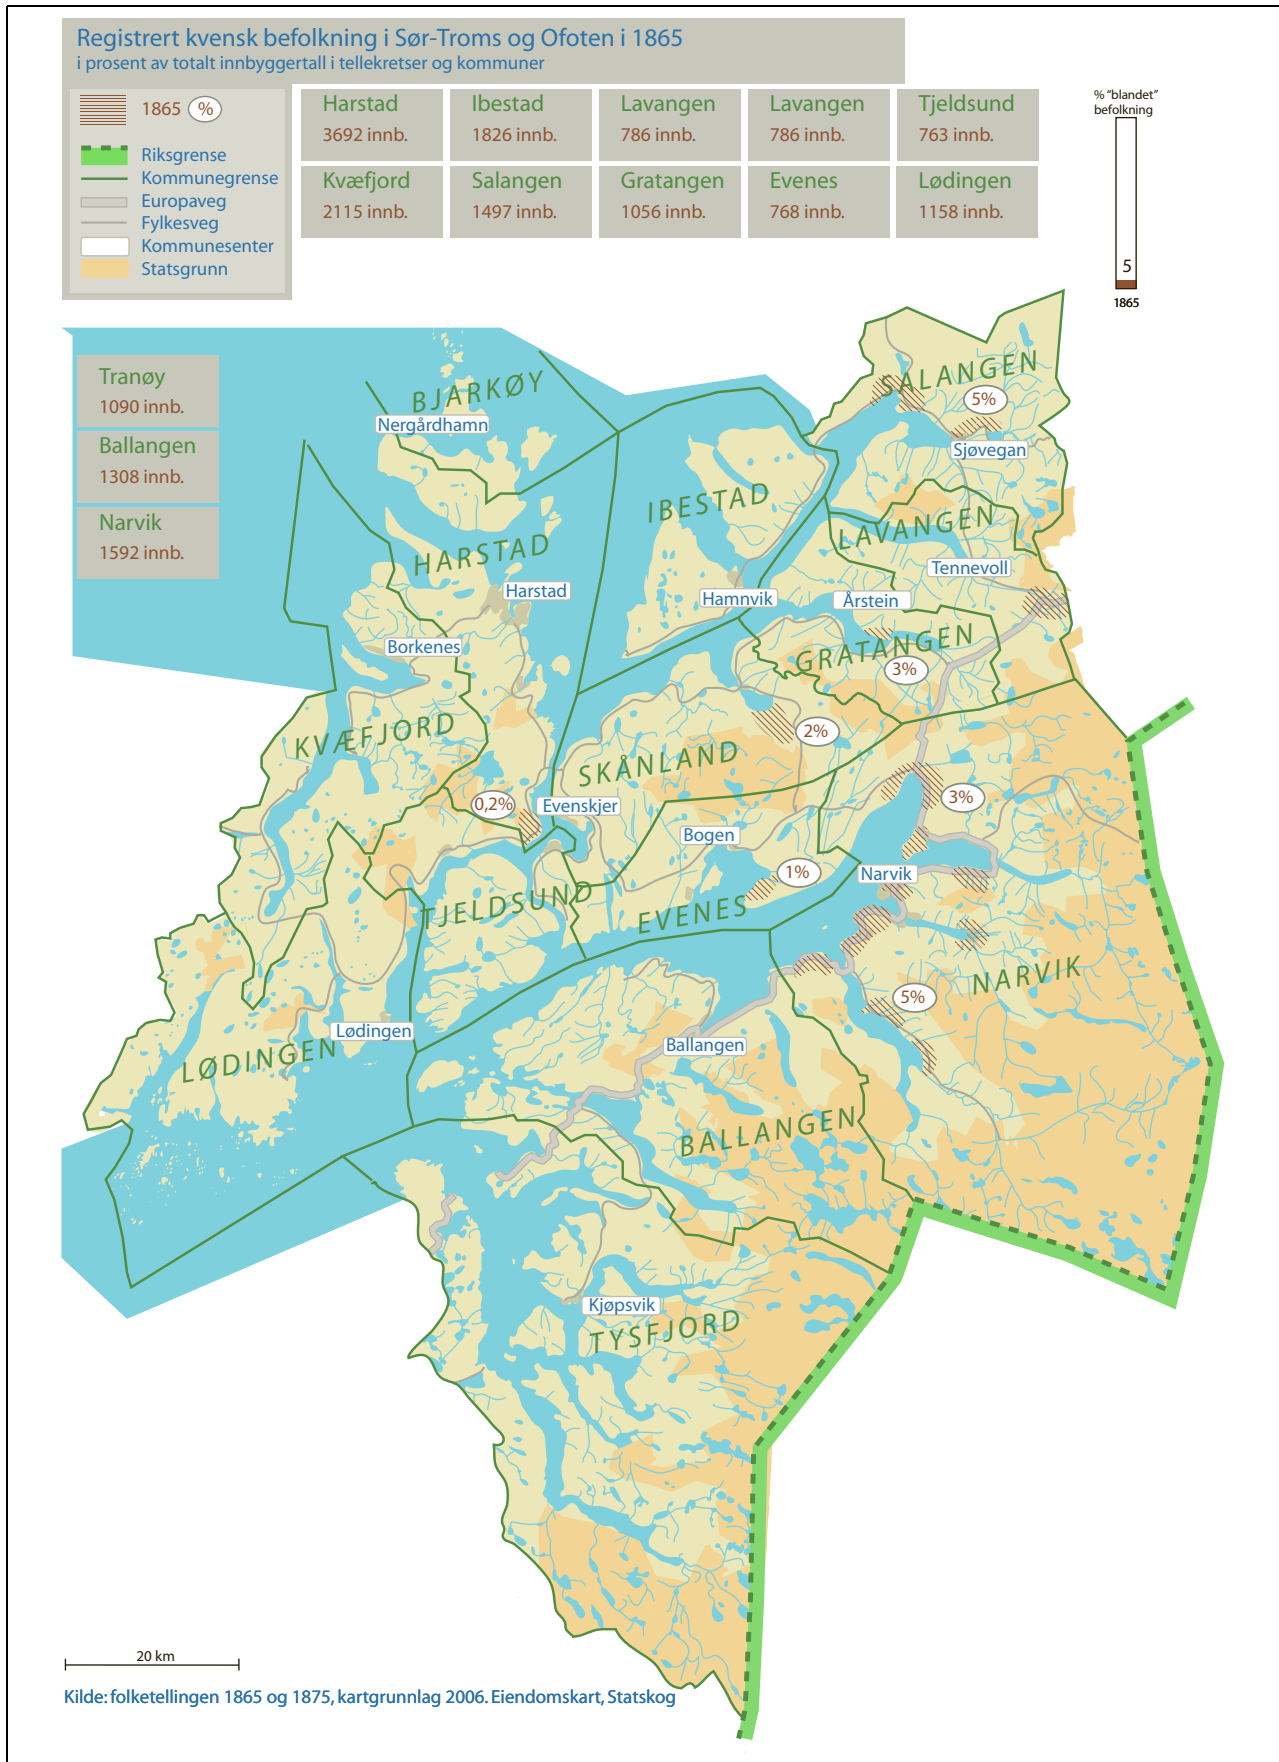 Registrert kvensk befolkning i Sør-Troms og Ofoten i 1865
i prosent av totalt innbyggertall i tellekretser og kommuner
1865 %
Riksgrense
Kommunegrense
Europaveg
Fylkesveg
Kommunesenter
Statsgrunn
Harstad
3692 innb.
Ibestad
1826 innb.
Lavangen
786 innb.
Lavangen
786 innb.
Tjeldsund
763 innb.
Kvæfjord
2115 innb.
Salangen
1497 innb.
Gratangen
1056 innb.
Evenes
768 innb.
Lødingen
1158 innb.
% "blandet"
befolkning
5
1865
Tranøy
1090 innb.
Ballangen
1308 innb.
Narvik
1592 innb.
BJARKØY
Nergårdhamn
SALANGEN
5%
Sjøvegan
IBESTAD
LAVANGEN
HARSTAD
Tennevoll
Harstad
Hamnvik
Årstein
Borkenes
GRATANGEN
3%
KVÆFJORD
2%
SKÅNLAND
0,2%
Evenskjer
3%
Bogen
1%
Narvik
TJELDSUND
EVENES
NARVIK
5%
Lødingen
Ballangen
LØDINGEN
BALLANGEN
Kjøpsvik
TYSFJORD
20 km
Kilde: folketellingen 1865 og 1875, kartgrunnlag 2006. Eiendomskart, Statskog